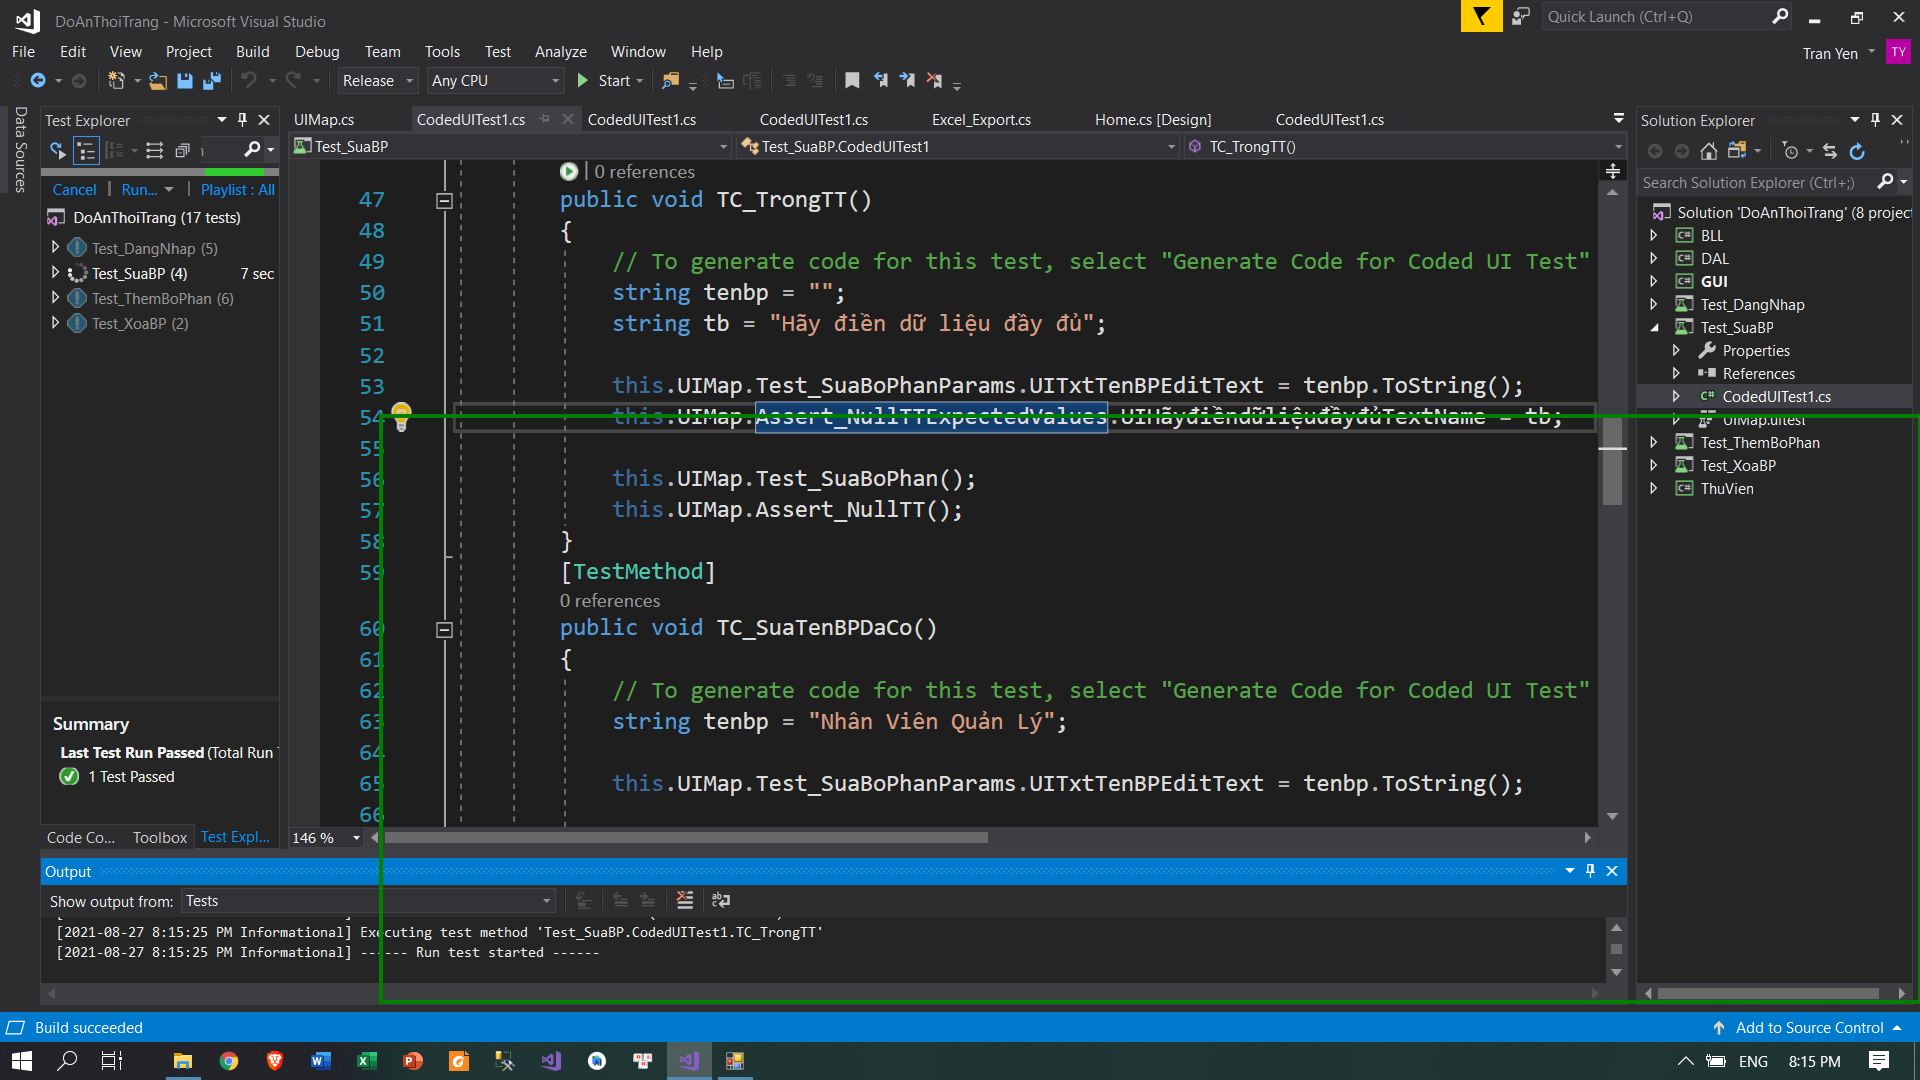 DoAnThoiTrang - Microsoft Visual Studio
Quick Launch (Ctrl+Q)
File Edit View Project Build Debug Team Tools Test Analyze Window Help
Tran Yen TY
Release Any CPU Start
Data Sources
Test Explorer
Cancel Run... Playlist : All
DoAnThoiTrang (17 tests)
Test_DangNhap (5)
Test_SuaBP (4) 7 sec
Test_ThemBoPhan (6)
Test_XoaBP (2)
Summary
Last Test Run Passed (Total Run
1 Test Passed
Code Co... Toolbox Test Expl...
UIMap.cs CodedUITest1.cs CodedUITest1.cs CodedUITest1.cs Excel_Export.cs Home.cs [Design] CodedUITest1.cs
Test_SuaBP Test_SuaBP.CodedUITest1 TC_TrongTT()
0 references
47 public void TC_TrongTT()
48 {
49 // To generate code for this test, select "Generate Code for Coded UI Test"
50 string tenbp = "";
51 string tb = "Hãy điền dữ liệu đầy đủ";
52
53 this.UIMap.Test_SuaBoPhanParams.UITxtTenBPEditText = tenbp.ToString();
54 this.UIMap.Assert_NullTTExpectedValues.UIHãyđiềndữliệuđầyđủTextName = tb;
55
56 this.UIMap.Test_SuaBoPhan();
57 this.UIMap.Assert_NullTT();
58 }
59 [TestMethod]
0 references
60 public void TC_SuaTenBPDaCo()
61 {
62 // To generate code for this test, select "Generate Code for Coded UI Test"
63 string tenbp = "Nhân Viên Quản Lý";
64
65 this.UIMap.Test_SuaBoPhanParams.UITxtTenBPEditText = tenbp.ToString();
66
146 %
Output
Show output from: Tests
[2021-08-27 8:15:25 PM Informational] Executing test method 'Test_SuaBP.CodedUITest1.TC_TrongTT'
[2021-08-27 8:15:25 PM Informational] ------ Run test started ------
Solution Explorer
Search Solution Explorer (Ctrl+;)
Solution 'DoAnThoiTrang' (8 project
BLL
DAL
GUI
Test_DangNhap
Test_SuaBP
Properties
References
CodedUITest1.cs
UIMap.uitest
Test_ThemBoPhan
Test_XoaBP
ThuVien
Build succeeded
Add to Source Control
ENG 8:15 PM